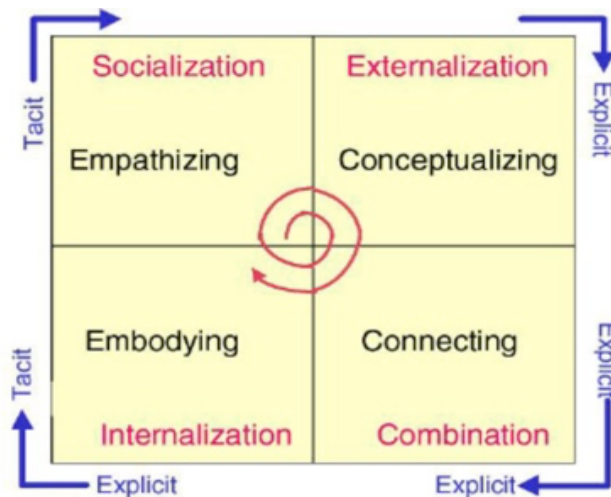 Socialization
Externalization
Tacit
Explicit
Empathizing
Conceptualizing
Embodying
Connecting
Tacit
Explicit
Internalization
Combination
Explicit
Explicit